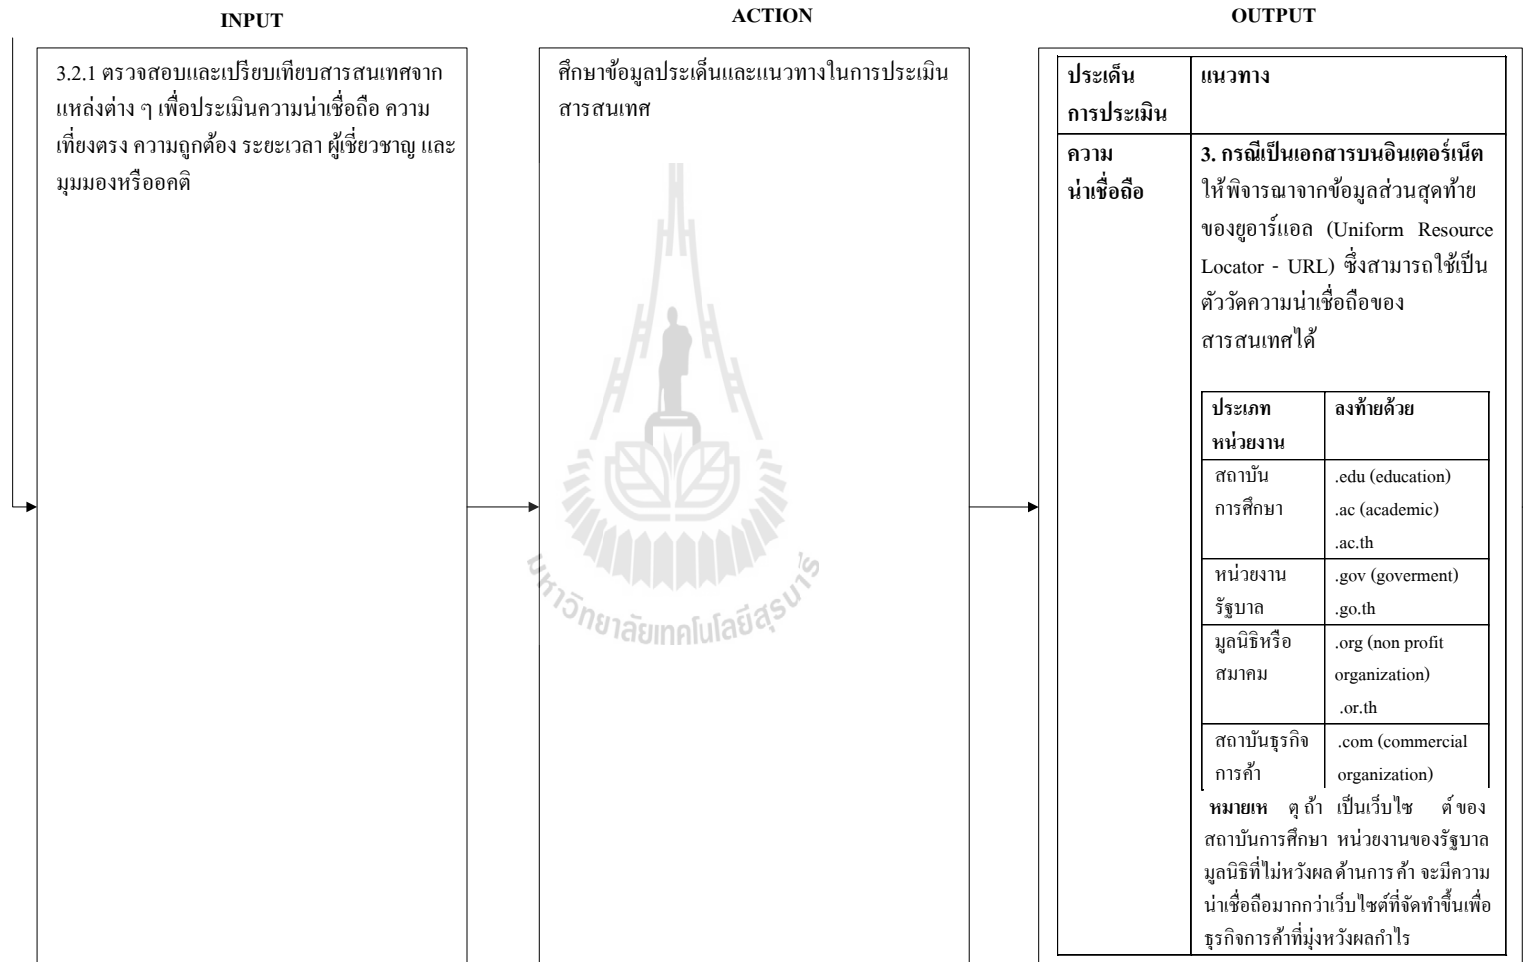 INPUT
ACTION
OUTPUT
3.2.1 ตรวจสอบและเปรียบเทียบสารสนเทศจาก
แหล่งต่าง ๆ เพื่อประเมินความน่าเชื่อถือ ความ
เที่ยงตรง ความถูกต้อง ระยะเวลา ผู้เชี่ยวชาญ และ
มุมมองหรืออคติ
ศึกษาข้อมูลประเด็นและแนวทางในการประเมิน
สารสนเทศ
มหาวิทยาลัยเทคโนโลยีสุรนารี
ประเด็น
การประเมิน
แนวทาง
ความ
น่าเชื่อถือ
3. กรณีเป็นเอกสารบนอินเตอร์เน็ต
ให้พิจารณาจากข้อมูลส่วนสุดท้าย
ของยูอาร์แอล (Uniform Resource
Locator - URL) ซึ่งสามารถใช้เป็น
ตัววัดความน่าเชื่อถือของ
สารสนเทศได้
ประเภท
หน่วยงาน
ลงท้ายด้วย
สถาบัน
การศึกษา
.edu (education)
.ac (academic)
.ac.th
หน่วยงาน
รัฐบาล
.gov (goverment)
.go.th
มูลนิธิหรือ
สมาคม
.org (non profit
organization)
.or.th
สถาบันธุรกิจ
การค้า
.com (commercial
organization)
หมายเห ตุ ถ้า เป็นเว็บไซ ต์ ของ
สถาบันการศึกษา หน่วยงานของรัฐบาล
มูลนิธิที่ไม่หวังผลด้านการค้า จะมีความ
น่าเชื่อถือมากกว่าเว็บไซต์ที่จัดทำขึ้นเพื่อ
ธุรกิจการค้าที่มุ่งหวังผลกำไร